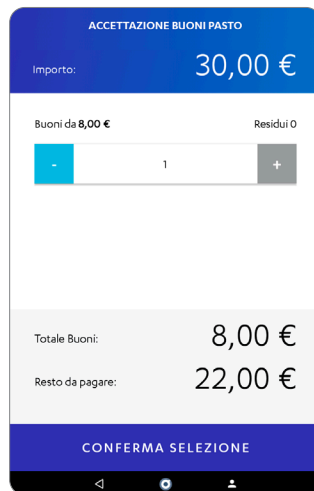 ACCETTAZIONE BUONI PASTO
Importo: 30,00 €
Buoni da 8,00 € Residui 0
- 1 +
Totale Buoni: 8,00 €
Resto da pagare: 22,00 €
CONFERMA SELEZIONE